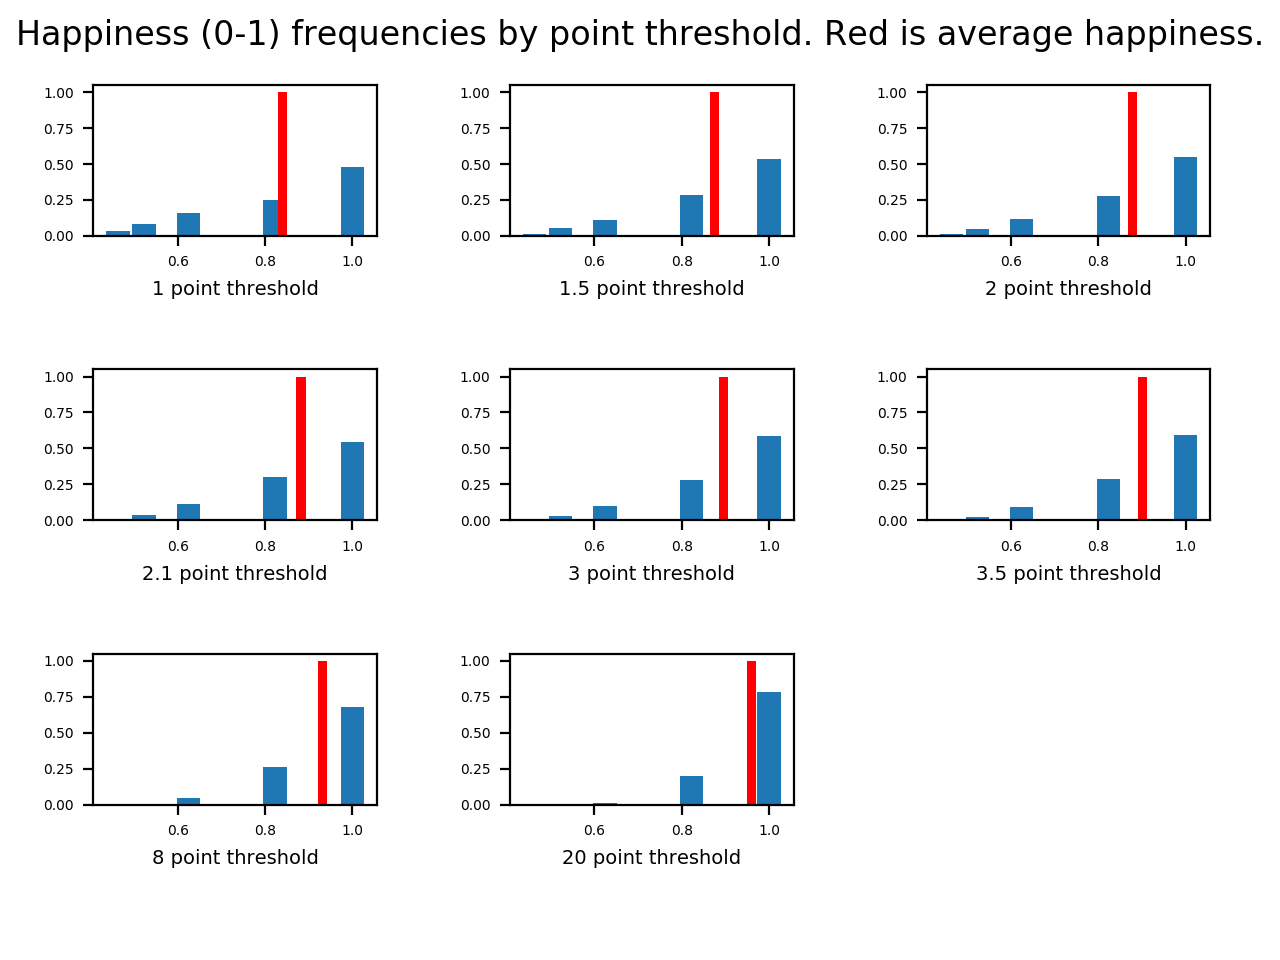 Happiness (0-1) frequencies by point threshold. Red is average happiness.
1.00 1.00 1.00
0.75 0.75 0.75
0.50 0.50 0.50
0.25 0.25 0.25
0.00 0.00 0.00
0.6 0.8 1.0 0.6 0.8 1.0 0.6 0.8 1.0
1 point threshold 1.5 point threshold 2 point threshold
1.00 1.00 1.00
0.75 0.75 0.75
0.50 0.50 0.50
0.25 0.25 0.25
0.00 0.00 0.00
0.6 0.8 1.0 0.6 0.8 1.0 0.6 0.8 1.0
2.1 point threshold 3 point threshold 3.5 point threshold
1.00 1.00
0.75 0.75
0.50 0.50
0.25 0.25
0.00 0.00
0.6 0.8 1.0 0.6 0.8 1.0
8 point threshold 20 point threshold